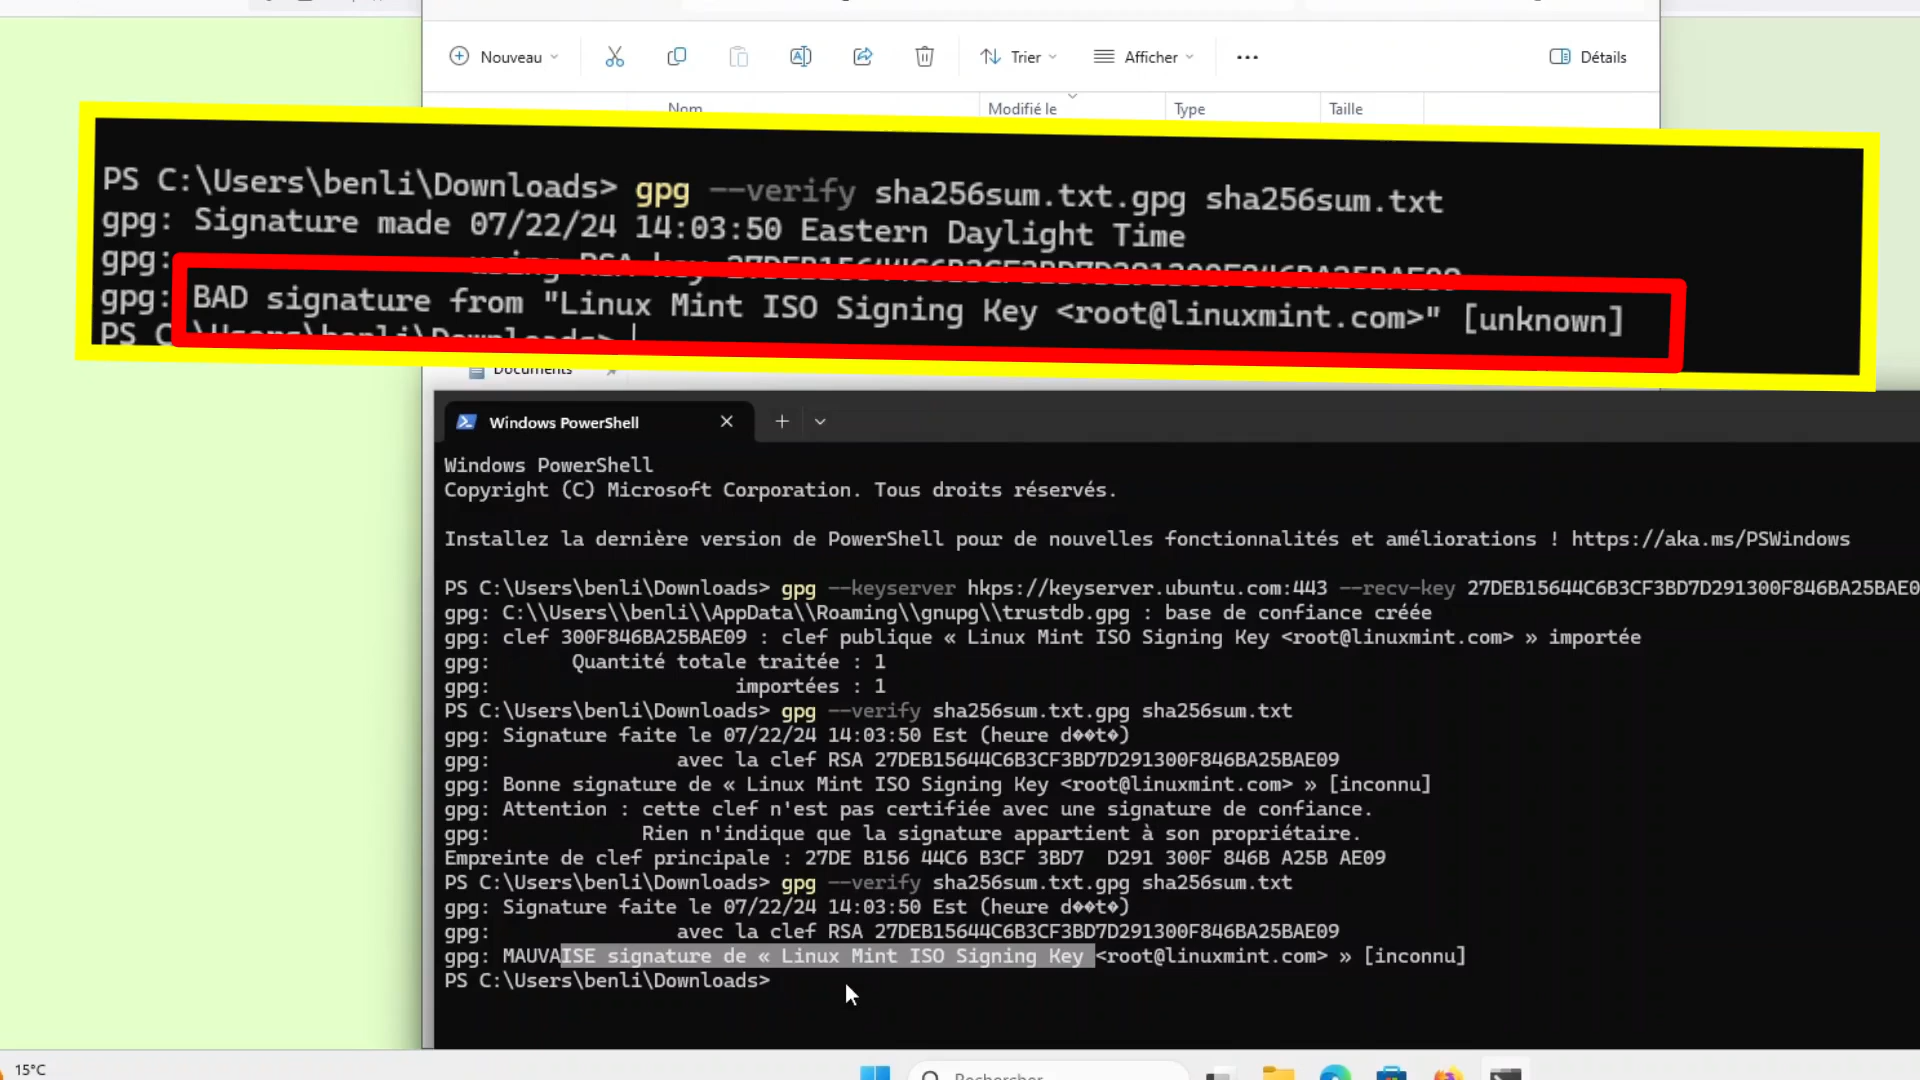 Nouveau
Trier
Afficher
Détails
Nom
Modifié le
Type
Taille
PS C:\Users\benli\Downloads> gpg --verify sha256sum.txt.gpg sha256sum.txt
gpg: Signature made 07/22/24 14:03:50 Eastern Daylight Time
gpg: using RSA key 27DEB15644C6B3CF3BD7D291300F846BA25BAE09
gpg: BAD signature from "Linux Mint ISO Signing Key <root@linuxmint.com>" [unknown]
PS C:\Users\benli\Downloads>
Documents
Windows PowerShell
Windows PowerShell
Copyright (C) Microsoft Corporation. Tous droits réservés.
Installez la dernière version de PowerShell pour de nouvelles fonctionnalités et améliorations ! https://aka.ms/PSWindows
PS C:\Users\benli\Downloads> gpg --keyserver hkps://keyserver.ubuntu.com:443 --recv-key 27DEB15644C6B3CF3BD7D291300F846BA25BAE0
gpg: C:\\Users\\benli\\AppData\\Roaming\\gnupg\\trustdb.gpg : base de confiance créée
gpg: clef 300F846BA25BAE09 : clef publique « Linux Mint ISO Signing Key <root@linuxmint.com> » importée
gpg: Quantité totale traitée : 1
gpg: importées : 1
PS C:\Users\benli\Downloads> gpg --verify sha256sum.txt.gpg sha256sum.txt
gpg: Signature faite le 07/22/24 14:03:50 Est (heure d��t�)
gpg: avec la clef RSA 27DEB15644C6B3CF3BD7D291300F846BA25BAE09
gpg: Bonne signature de « Linux Mint ISO Signing Key <root@linuxmint.com> » [inconnu]
gpg: Attention : cette clef n'est pas certifiée avec une signature de confiance.
gpg: Rien n'indique que la signature appartient à son propriétaire.
Empreinte de clef principale : 27DE B156 44C6 B3CF 3BD7  D291 300F 846B A25B AE09
PS C:\Users\benli\Downloads> gpg --verify sha256sum.txt.gpg sha256sum.txt
gpg: Signature faite le 07/22/24 14:03:50 Est (heure d��t�)
gpg: avec la clef RSA 27DEB15644C6B3CF3BD7D291300F846BA25BAE09
gpg: MAUVAISE signature de « Linux Mint ISO Signing Key <root@linuxmint.com> » [inconnu]
PS C:\Users\benli\Downloads>
15°C
Rechercher